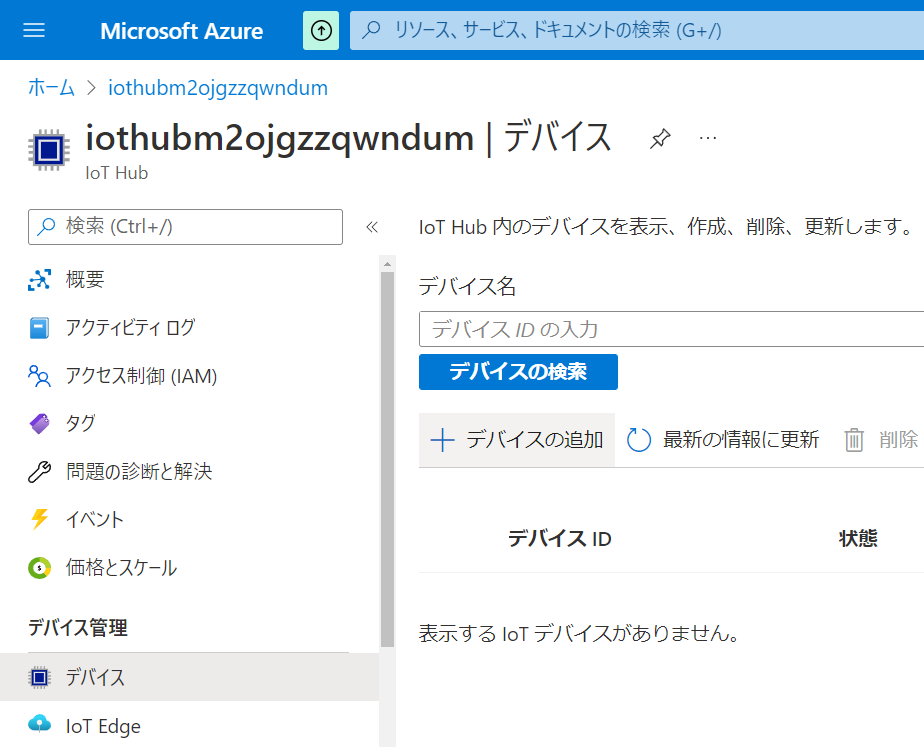 Microsoft Azure
リソース、サービス、ドキュメントの検索 (G+/)
ホーム > iothubm2ojgzzqwndum
iothubm2ojgzzqwndum | デバイス
IoT Hub
検索 (Ctrl+/)
概要
アクティビティ ログ
アクセス制御 (IAM)
タグ
問題の診断と解決
イベント
価格とスケール
デバイス管理
デバイス
IoT Edge
IoT Hub 内のデバイスを表示、作成、削除、更新します。
デバイス名
デバイス ID の入力
デバイスの検索
デバイスの追加 最新の情報に更新 削除
デバイス ID 状態
表示する IoT デバイスがありません。